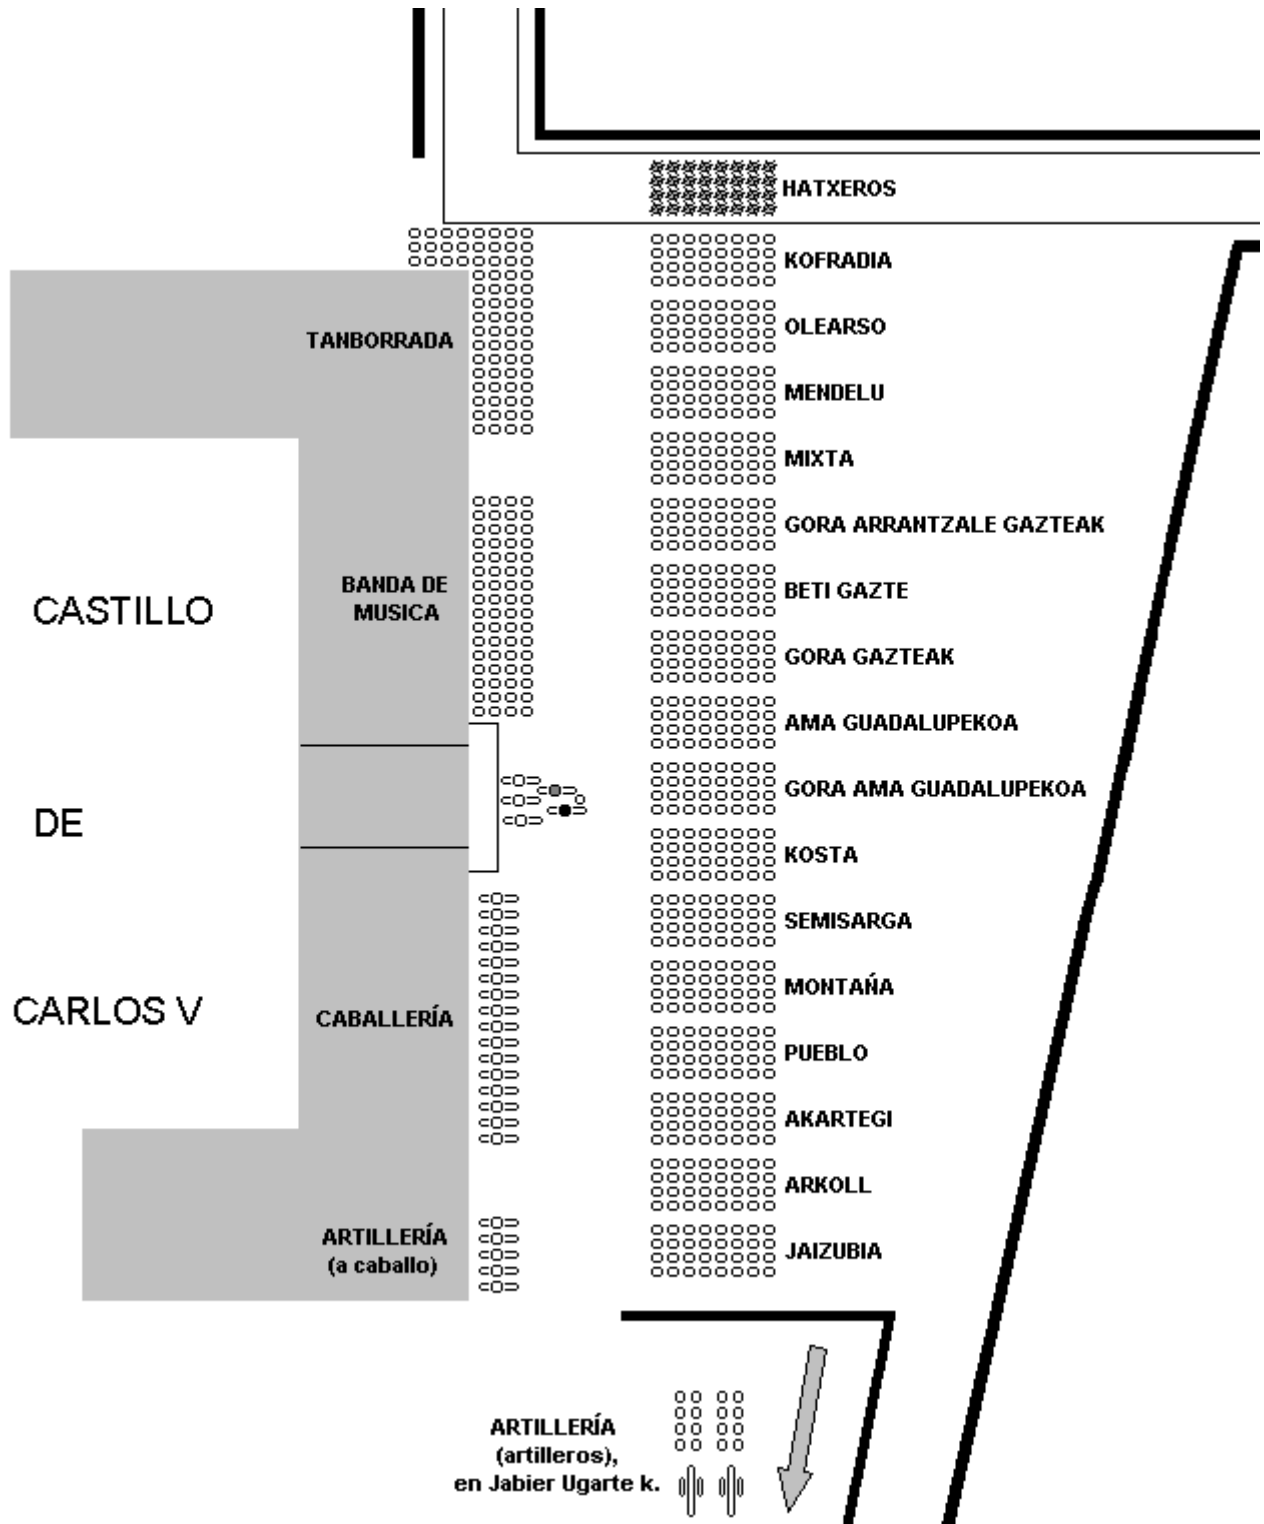 HATXEROS
KOFRADIA
OLEARSO
TANBORRADA
MENDELU
MIXTA
GORA ARRANTZALE GAZTEAK
BETI GAZTE
BANDA DE
MUSICA
CASTILLO
GORA GAZTEAK
AMA GUADALUPEKOA
GORA AMA GUADALUPEKOA
DE
KOSTA
SEMISARGA
MONTAŃA
CARLOS V
CABALLERÍA
PUEBLO
AKARTEGI
ARKOLL
ARTILLERÍA
(a caballo)
JAIZUBIA
ARTILLERÍA
(artilleros),
en Jabier Ugarte k.